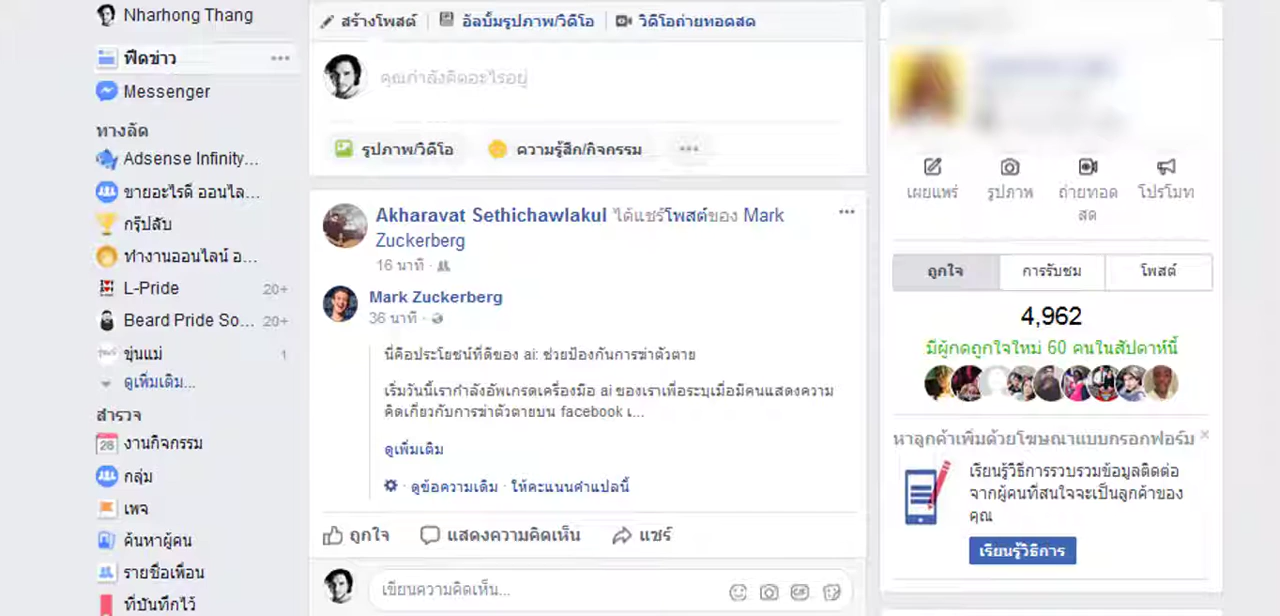 Nharhong Thang
ฟีดข่าว
Messenger
ทางลัด
Adsense Infinity...
ขายอะไรดี ออนไล...
กรุ๊ปลับ
ทำงานออนไลน์ อ...
L-Pride 20+
Beard Pride So... 20+
ขุ่นแม่ 1
ดูเพิ่มเติม...
สำรวจ
28 งานกิจกรรม
กลุ่ม
เพจ
ค้นหาผู้คน
รายชื่อเพื่อน
ที่บันทึกไว้
สร้างโพสต์ อัลบั้มรูปภาพ/วิดีโอ วิดีโอถ่ายทอดสด
คุณกำลังคิดอะไรอยู่
รูปภาพ/วิดีโอ ความรู้สึก/กิจกรรม
Akharavat Sethichawlakul ได้แชร์โพสต์ของ Mark
Zuckerberg
16 นาที ·
Mark Zuckerberg
36 นาที ·
นี่คือประโยชน์ที่ดีของ ai: ช่วยป้องกันการฆ่าตัวตาย
เริ่มวันนี้เรากำลังอัพเกรดเครื่องมือ ai ของเราเพื่อระบุเมื่อมีคนแสดงความ
คิดเกี่ยวกับการฆ่าตัวตายบน facebook เ...
ดูเพิ่มเติม
· ดูข้อความเดิม · ให้คะแนนคำแปลนี้
ถูกใจ แสดงความคิดเห็น แชร์
เขียนความคิดเห็น...
GIF
เผยแพร่ รูปภาพ ถ่ายทอด โปรโมท
สด
ถูกใจ การรับชม โพสต์
4,962
มีผู้กดถูกใจใหม่ 60 คนในสัปดาห์นี้
หาลูกค้าเพิ่มด้วยโฆษณาแบบกรอกฟอร์ม
เรียนรู้วิธีการรวบรวมข้อมูลติดต่อ
จากผู้คนที่สนใจจะเป็นลูกค้าของ
คุณ
เรียนรู้วิธีการ